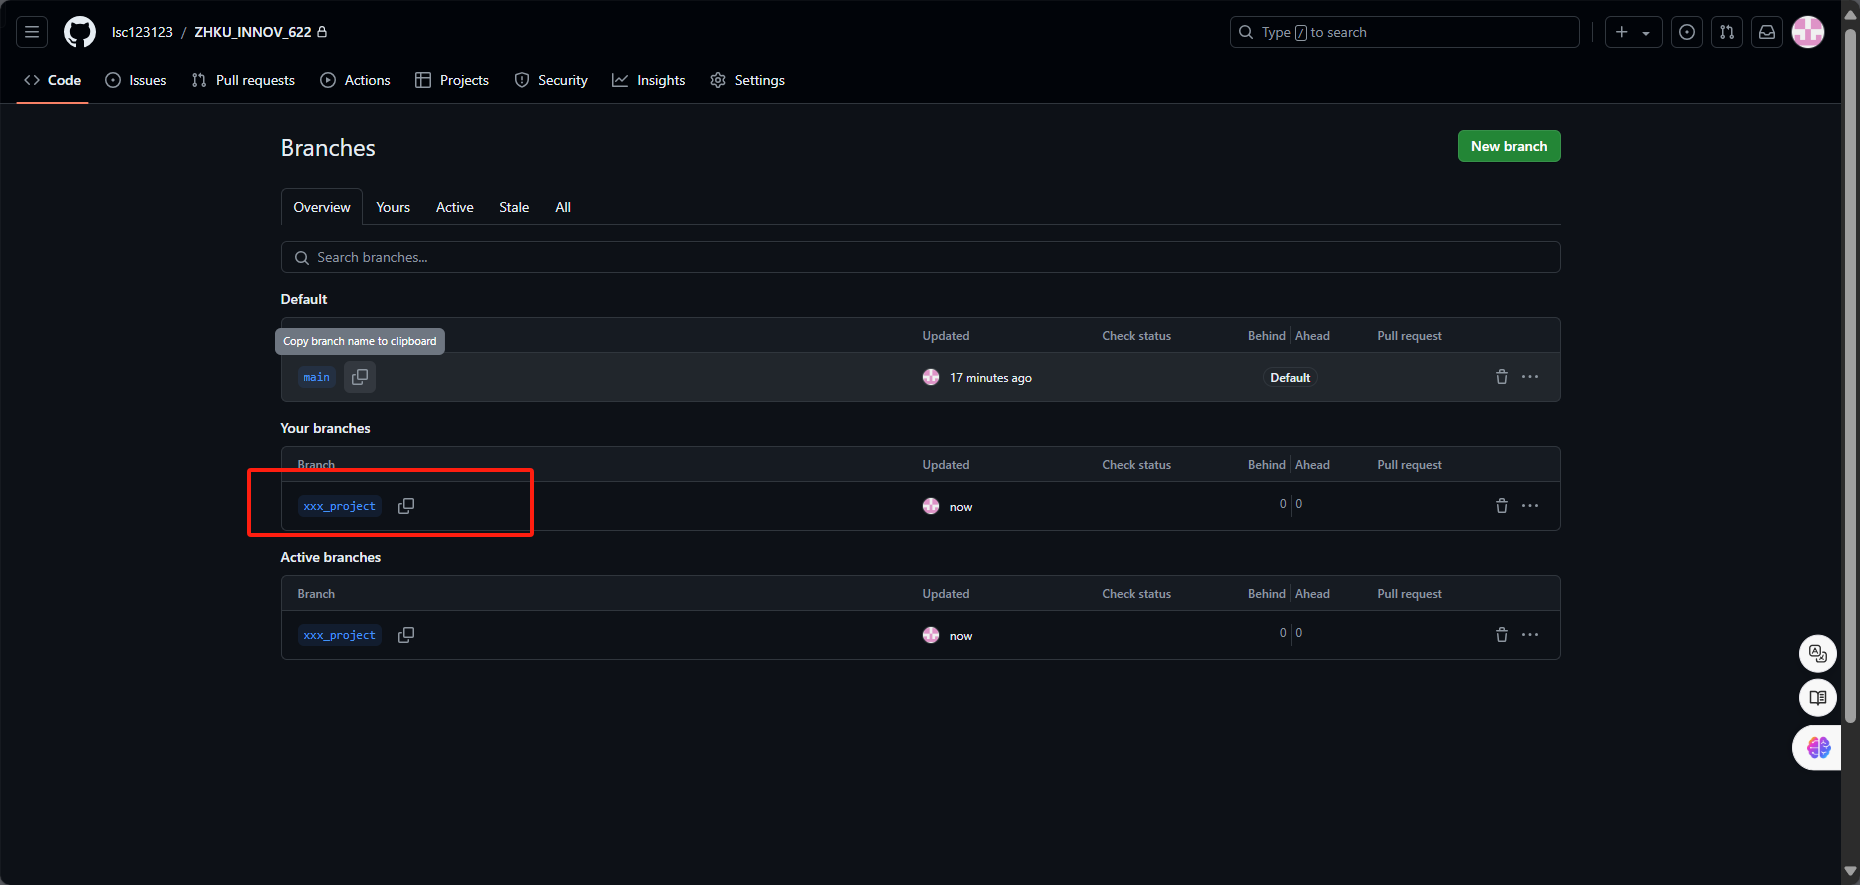 lsc123123 / ZHKU_INNOV_622
Type / to search
Code Issues Pull requests Actions Projects Security Insights Settings
Branches
New branch
Overview Yours Active Stale All
Search branches...
Default
Updated Check status Behind Ahead Pull request
Copy branch name to clipboard
main 17 minutes ago Default
Your branches
Branch Updated Check status Behind Ahead Pull request
xxx_project now 0 0
Active branches
Branch Updated Check status Behind Ahead Pull request
xxx_project now 0 0